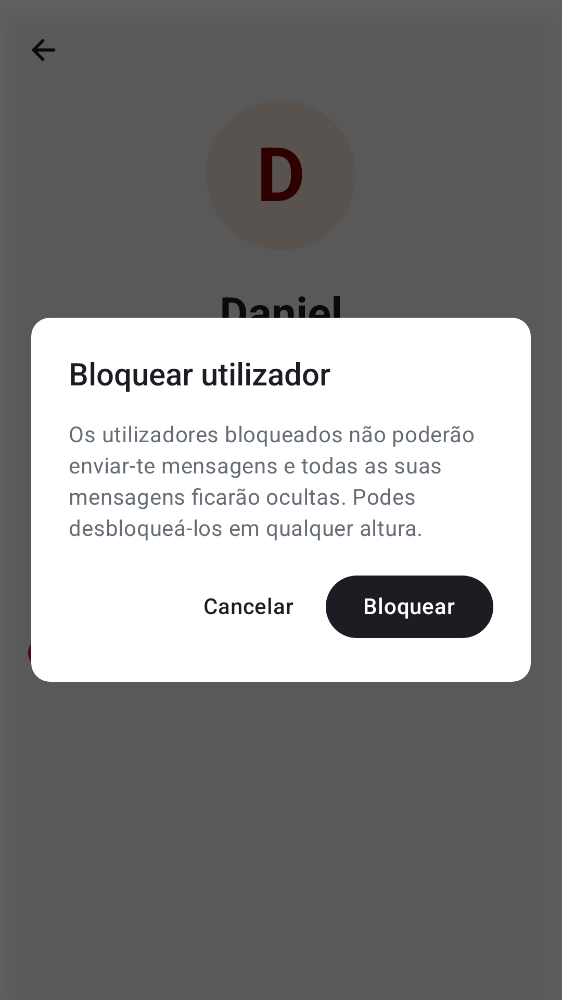 D
Daniel
Bloquear utilizador
Os utilizadores bloqueados não poderão
enviar-te mensagens e todas as suas
mensagens ficarão ocultas. Podes
desbloqueá-los em qualquer altura.
Cancelar
Bloquear